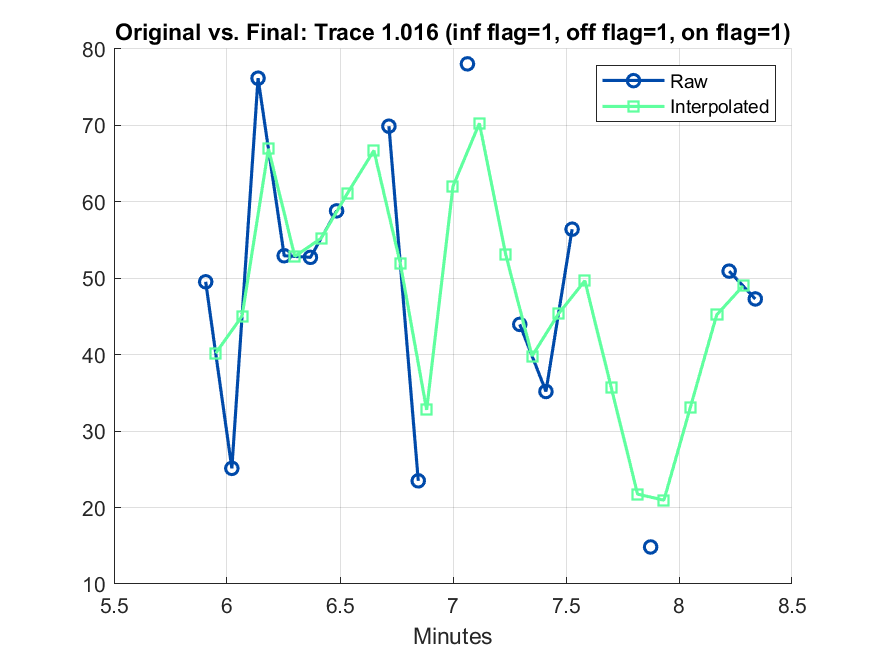 Original vs. Final: Trace 1.016 (inf flag=1, off flag=1, on flag=1)
Raw
Interpolated
80
70
60
50
40
30
20
10
5.5 6 6.5 7 7.5 8 8.5
Minutes